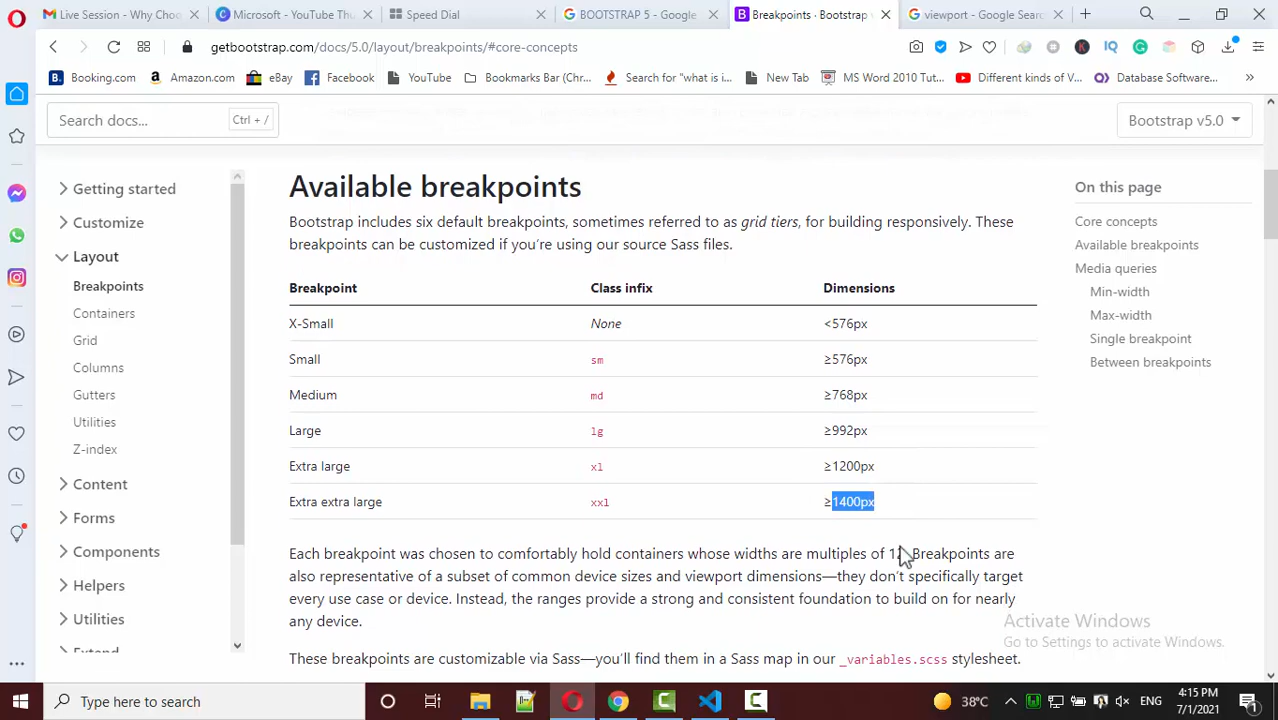 Live Session - Why Choo
Microsoft - YouTube Thu
Speed Dial
BOOTSTRAP 5 - Google
Breakpoints · Bootstrap
viewport - Google Searc
getbootstrap.com/docs/5.0/layout/breakpoints/#core-concepts
Booking.com
Amazon.com
eBay
Facebook
YouTube
Bookmarks Bar (Chr...
Search for "what is i...
New Tab
MS Word 2010 Tut...
Different kinds of V...
Database Software...
Search docs...
Ctrl + /
Bootstrap v5.0
Getting started
Customize
Layout
Breakpoints
Containers
Grid
Columns
Gutters
Utilities
Z-index
Content
Forms
Components
Helpers
Utilities
Extend
Available breakpoints
Bootstrap includes six default breakpoints, sometimes referred to as grid tiers, for building responsively. These
breakpoints can be customized if you're using our source Sass files.
Breakpoint Class infix Dimensions
X-Small None <576px
Small sm ≥576px
Medium md ≥768px
Large lg ≥992px
Extra large xl ≥1200px
Extra extra large xxl ≥1400px
Each breakpoint was chosen to comfortably hold containers whose widths are multiples of 12. Breakpoints are
also representative of a subset of common device sizes and viewport dimensions—they don't specifically target
every use case or device. Instead, the ranges provide a strong and consistent foundation to build on for nearly
any device.
These breakpoints are customizable via Sass—you'll find them in a Sass map in our _variables.scss stylesheet.
On this page
Core concepts
Available breakpoints
Media queries
Min-width
Max-width
Single breakpoint
Between breakpoints
Activate Windows
Go to Settings to activate Windows.
Type here to search
38°C
ENG
4:15 PM
7/1/2021